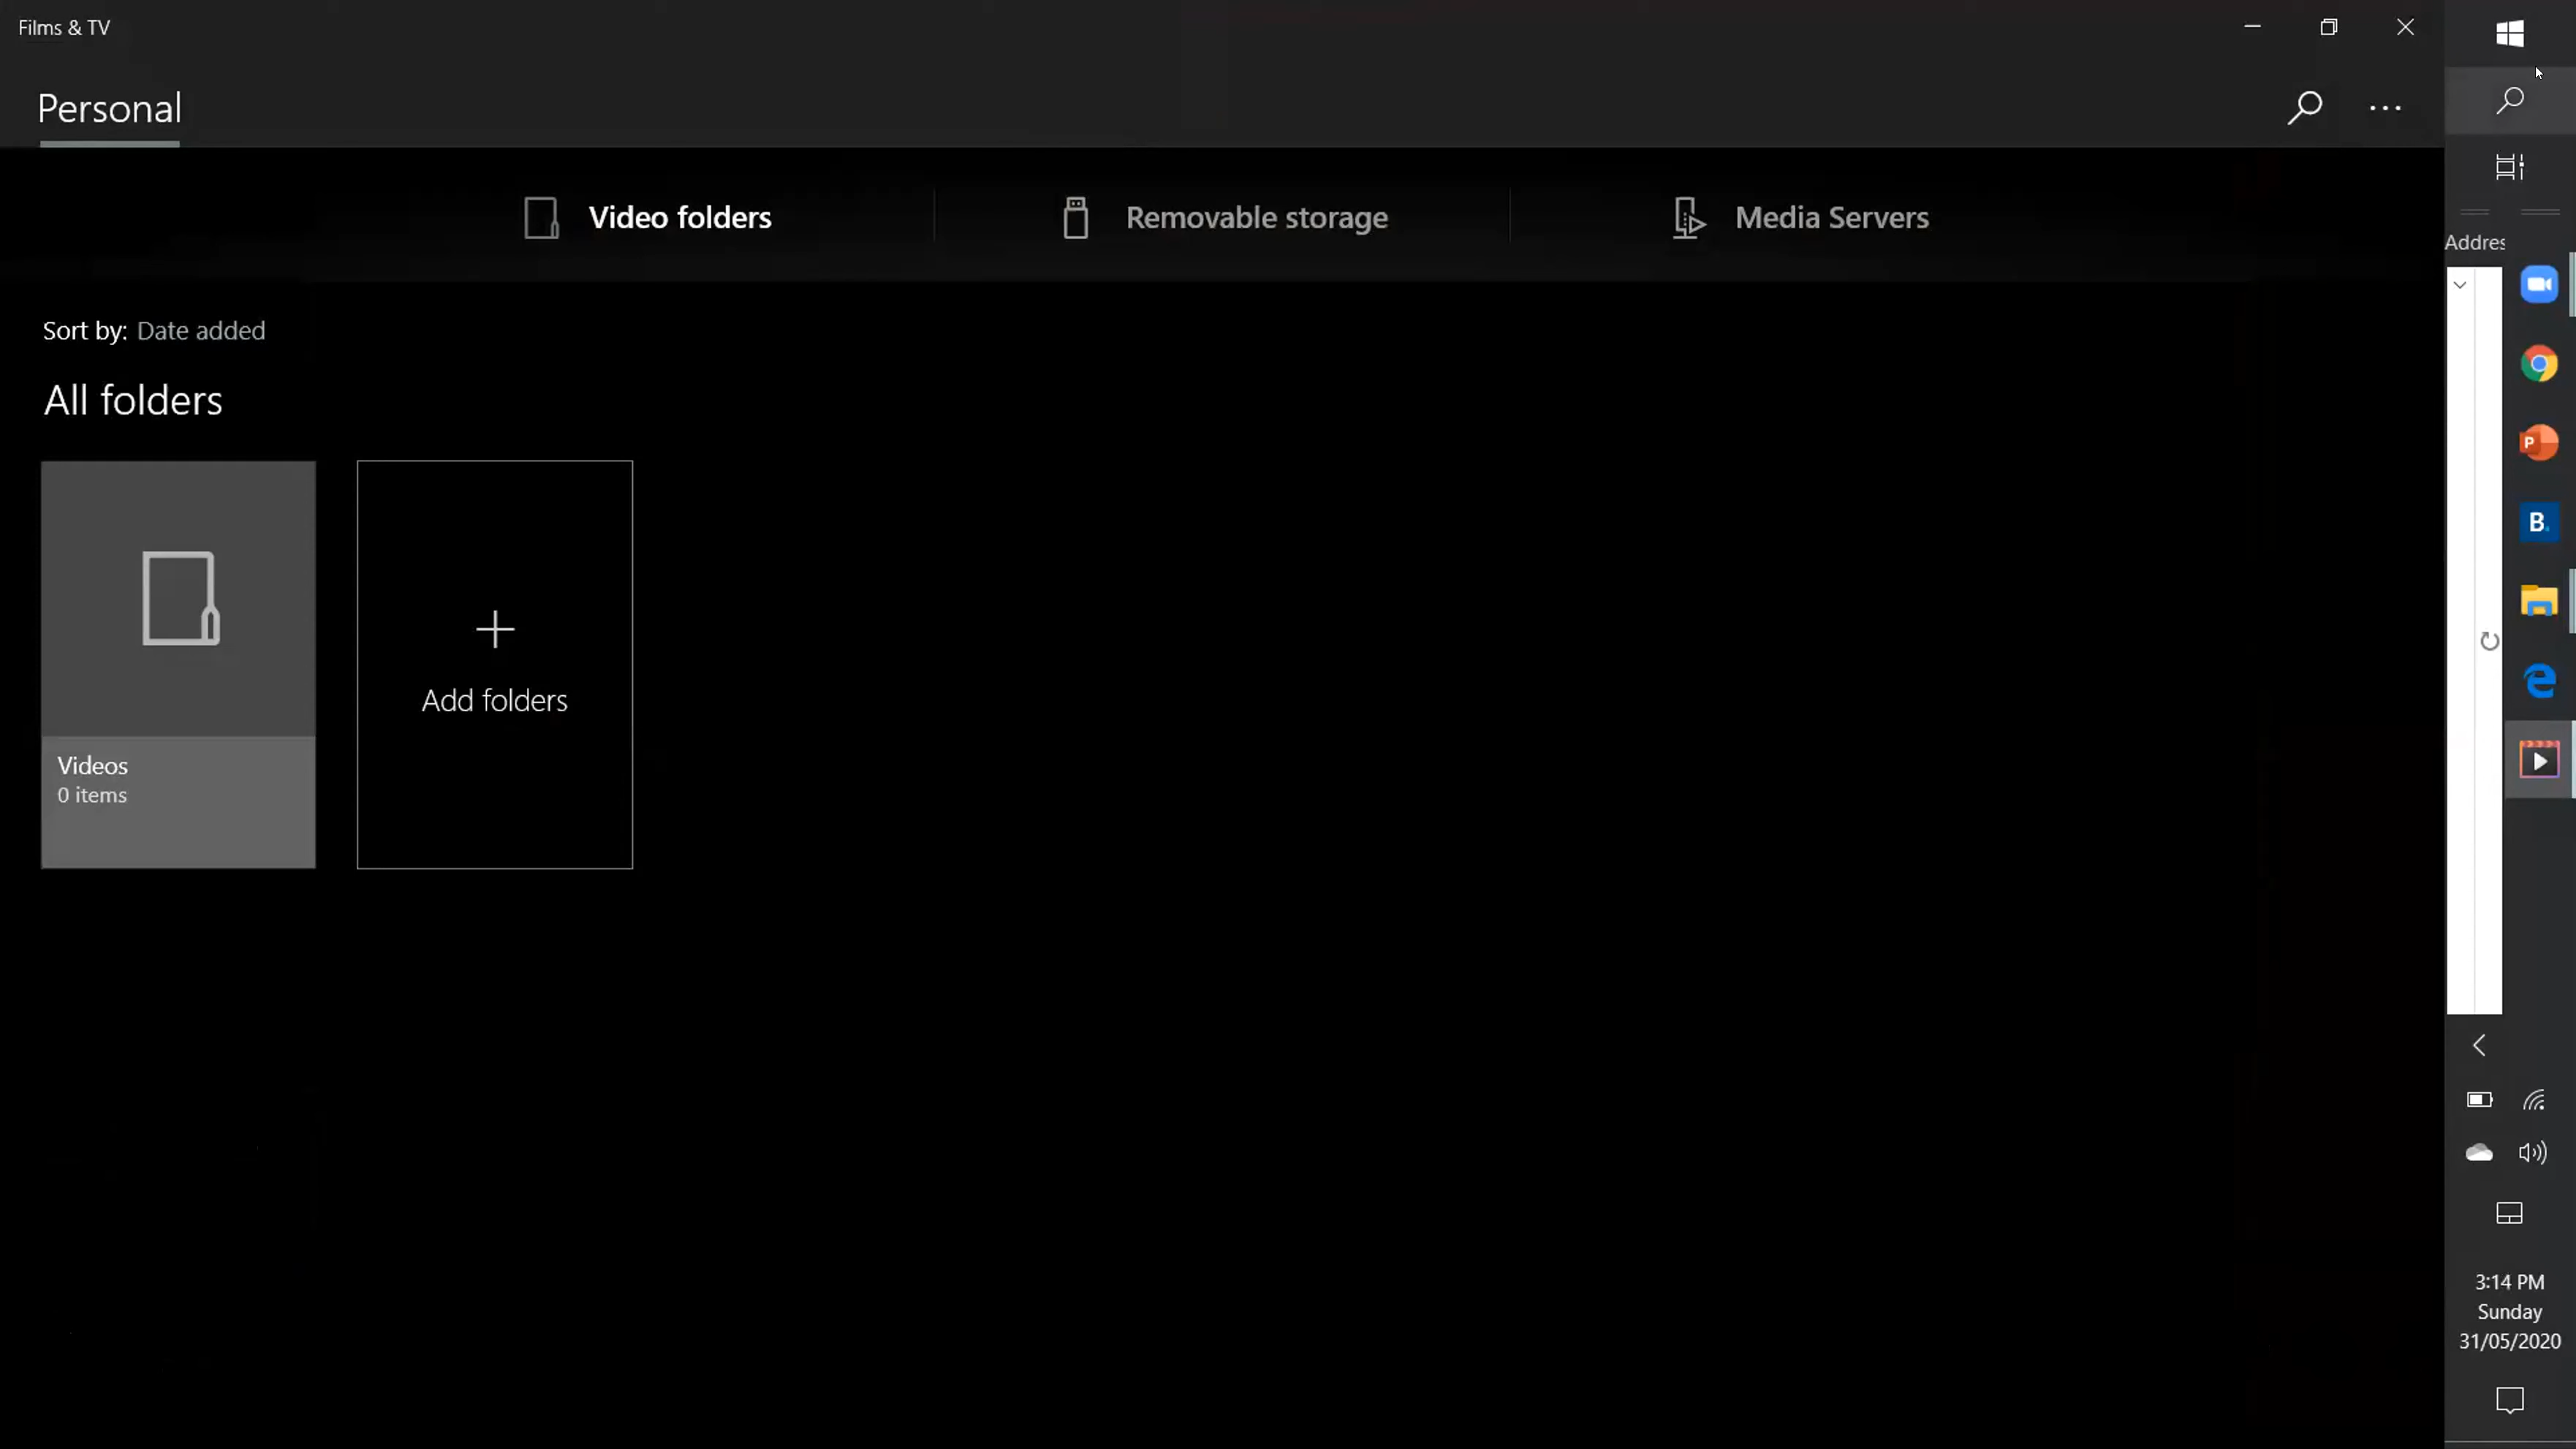 Films & TV
Personal
Video folders
Removable storage
Media Servers
Sort by: Date added
All folders
Videos
0 items
Add folders
Addres
P
B.
3:14 PM
Sunday
31/05/2020